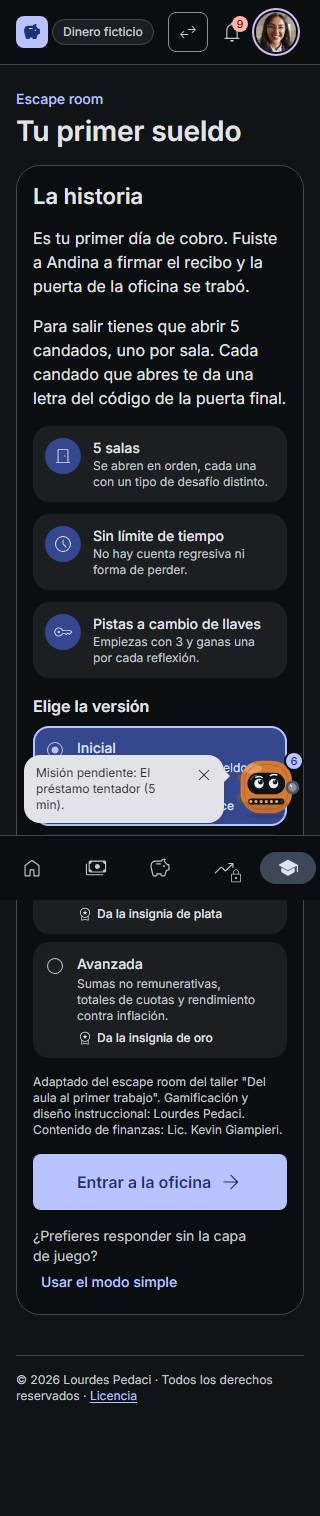 Dinero ficticio
9
Escape room
Tu primer sueldo
La historia
Es tu primer día de cobro. Fuiste
a Andina a firmar el recibo y la
puerta de la oficina se trabó.
Para salir tienes que abrir 5
candados, uno por sala. Cada
candado que abres te da una
letra del código de la puerta final.
5 salas
Se abren en orden, cada una
con un tipo de desafío distinto.
Sin límite de tiempo
No hay cuenta regresiva ni
forma de perder.
Pistas a cambio de llaves
Empiezas con 3 y ganas una
por cada reflexión.
Elige la versión
Inicial
6
Misión pendiente: El
préstamo tentador (5
min).
Da la insignia de plata
Avanzada
Sumas no remunerativas,
totales de cuotas y rendimiento
contra inflación.
Da la insignia de oro
Adaptado del escape room del taller "Del
aula al primer trabajo". Gamificación y
diseño instruccional: Lourdes Pedaci.
Contenido de finanzas: Lic. Kevin Giampieri.
Entrar a la oficina
¿Prefieres responder sin la capa
de juego?
Usar el modo simple
© 2026 Lourdes Pedaci · Todos los derechos
reservados · Licencia